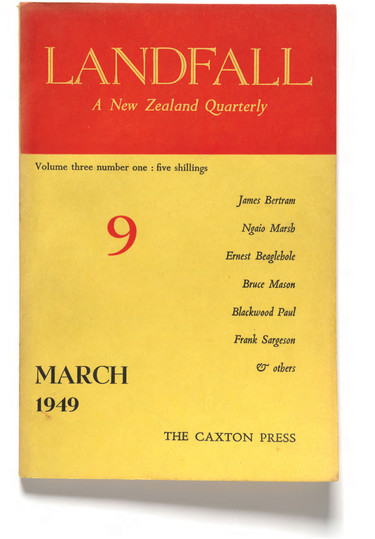 LANDFALL
A New Zealand Quarterly
Volume three number one : five shillings
9
James Bertram
Ngaio Marsh
Ernest Beaglehole
Bruce Mason
Blackwood Paul
Frank Sargeson
& others
MARCH
1949
THE CAXTON PRESS